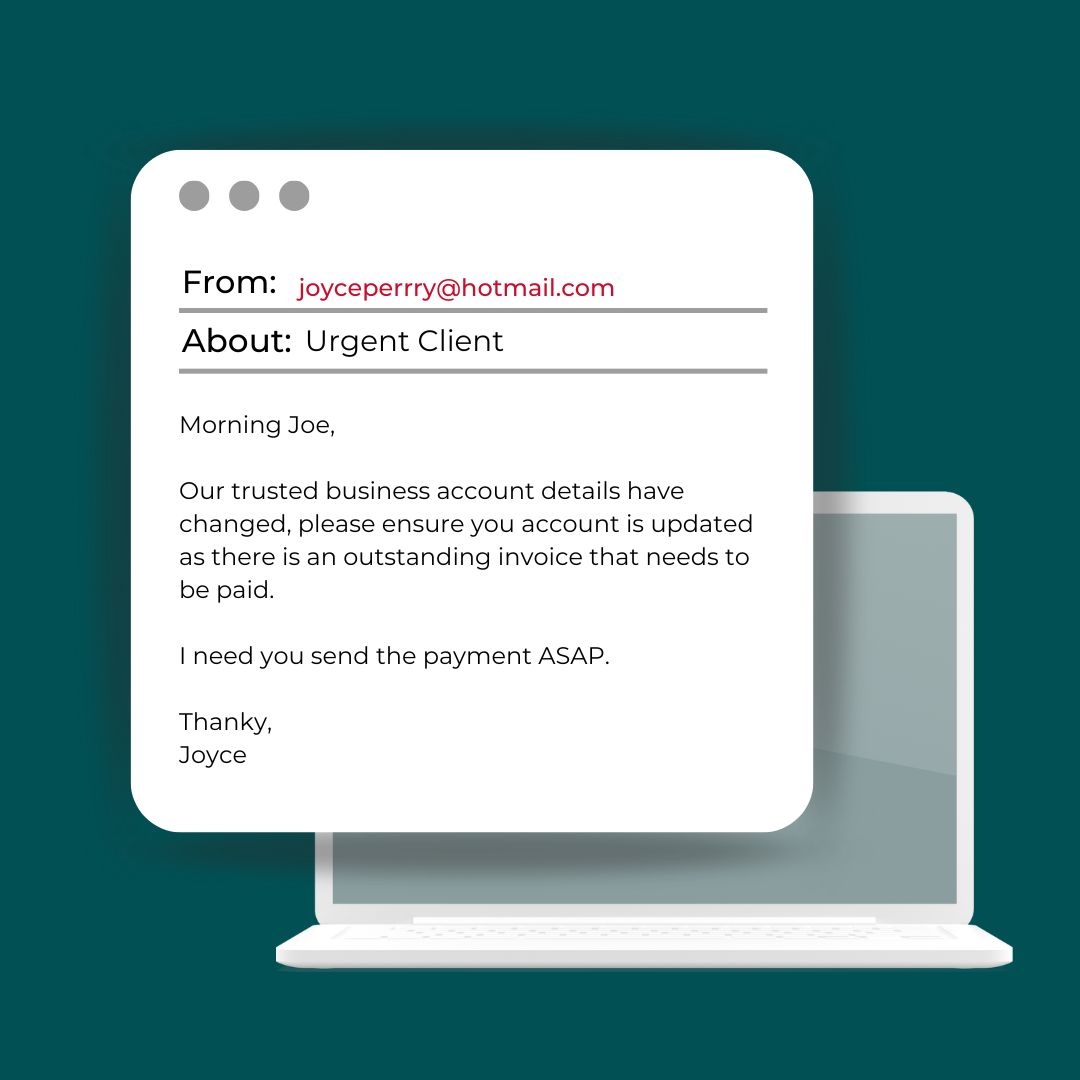 From: joyceperrry@hotmail.com
About: Urgent Client
Morning Joe,
Our trusted business account details have
changed, please ensure you account is updated
as there is an outstanding invoice that needs to
be paid.
I need you send the payment ASAP.
Thanky,
Joyce